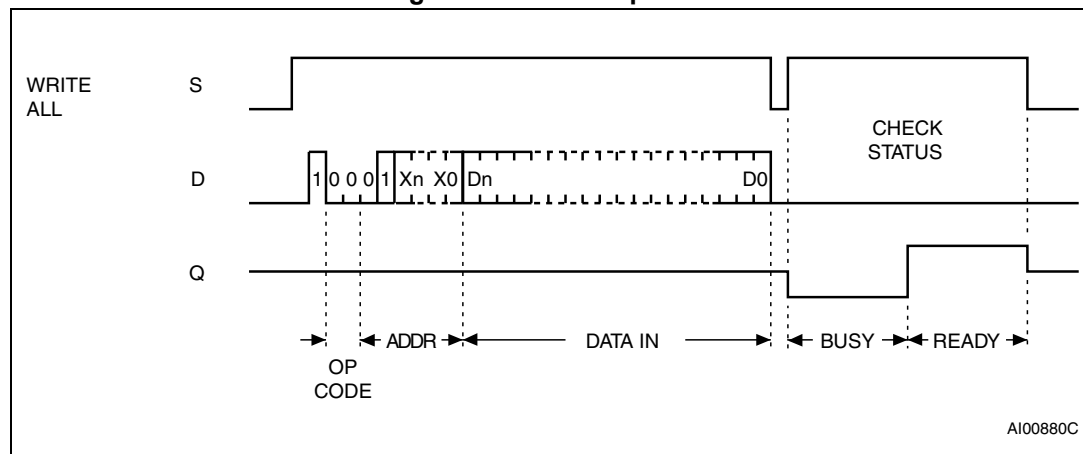 WRITE
ALL
S
CHECK
STATUS
D
1 0 0 0 1 Xn X0 Dn D0
Q
ADDR DATA IN BUSY READY
OP
CODE
AI00880C